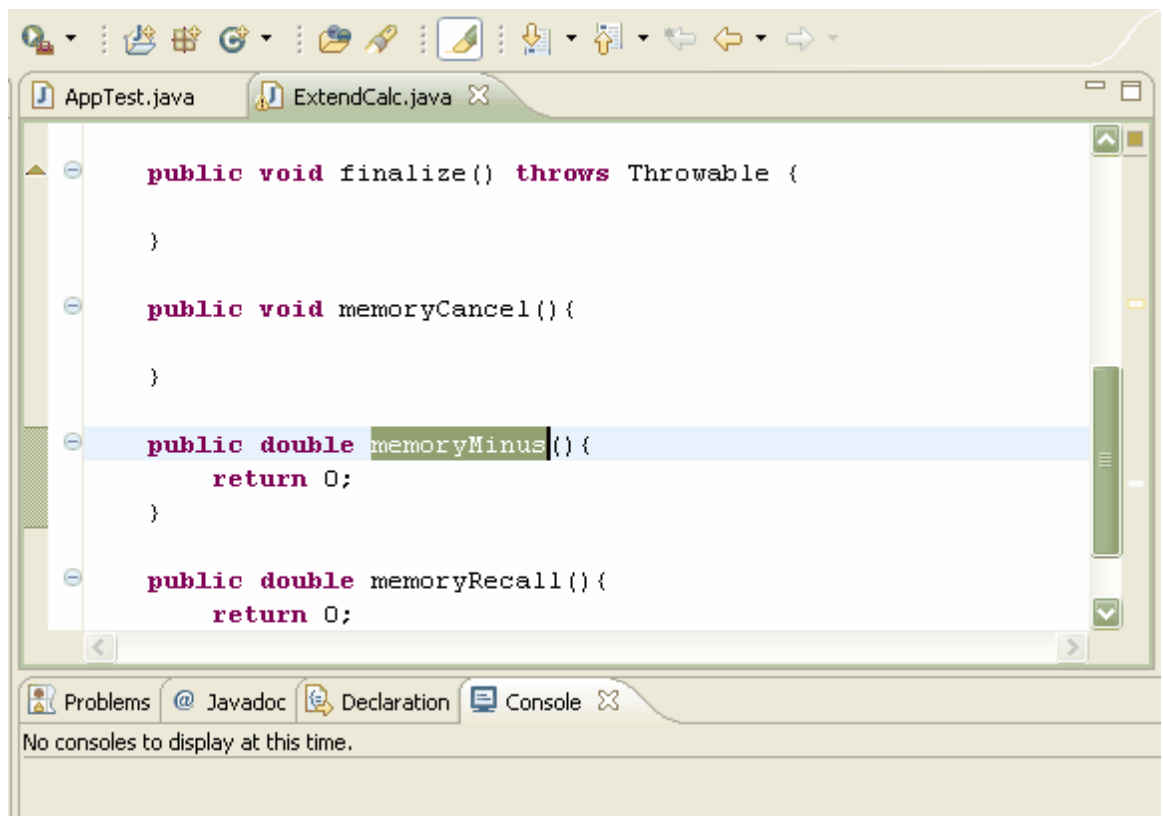 AppTest.java ExtendCalc.java
public void finalize() throws Throwable {
}
public void memoryCancel(){
}
public double memoryMinus(){
return 0;
}
public double memoryRecall(){
return 0;
Problems @ Javadoc Declaration Console
No consoles to display at this time.